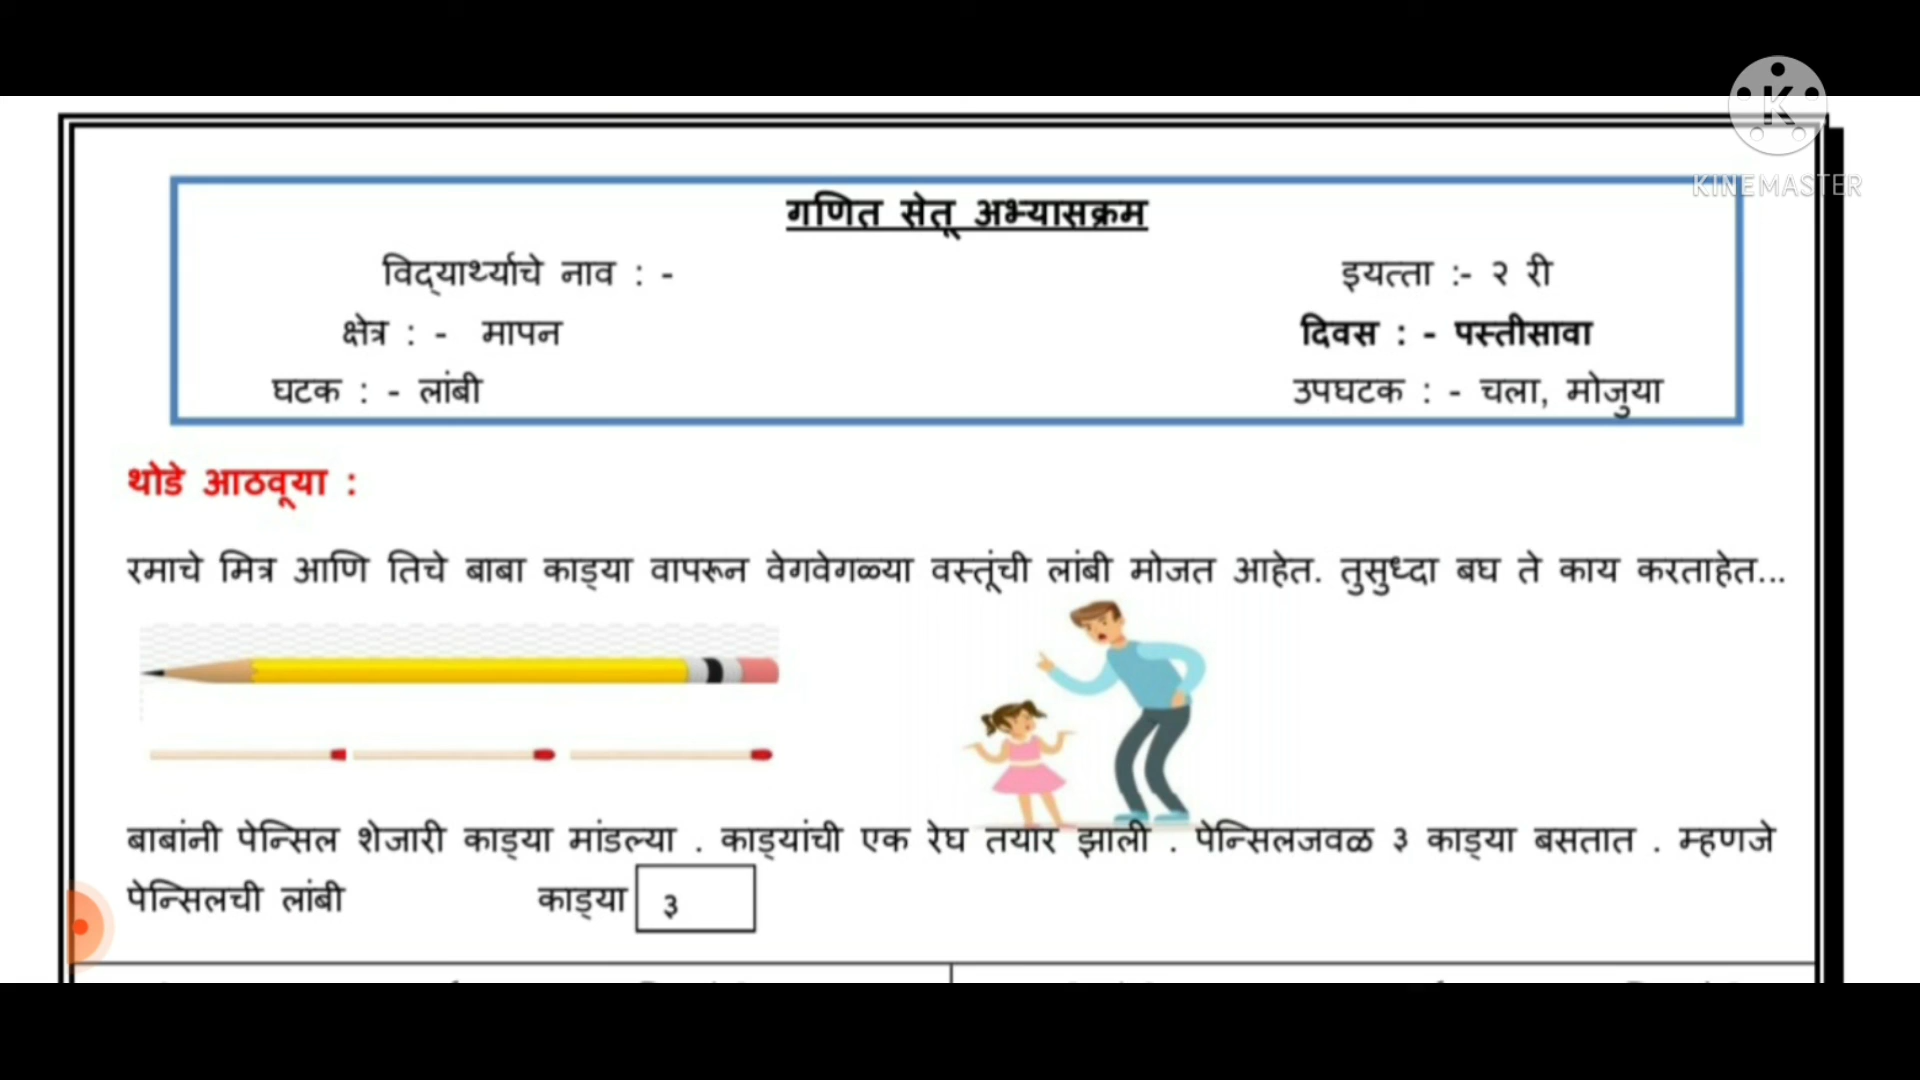 KINEMASTER
गणित सेतू अभ्यासक्रम
विद्यार्थ्याचे नाव : - इयत्ता :- २ री
क्षेत्र : - मापन दिवस : - पस्तीसावा
घटक : - लांबी उपघटक : - चला, मोजुया
थोडे आठवूया :
रमाचे मित्र आणि तिचे बाबा काड्या वापरून वेगवेगळ्या वस्तूंची लांबी मोजत आहेत. तुसुध्दा बघ ते काय करताहेत...
बाबांनी पेन्सिल शेजारी काड्या मांडल्या . काड्यांची एक रेघ तयार झाली . पेन्सिलजवळ ३ काड्या बसतात . म्हणजे
पेन्सिलची लांबी काड्या ३